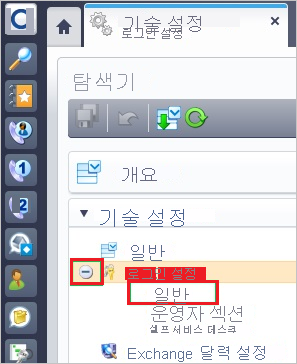 기술 설정
로그인 설정
탐색기
개요
기술 설정
일반
로그인 설정
일반
운영자 섹션
셀프 서비스 데스크
Exchange 달력 설정